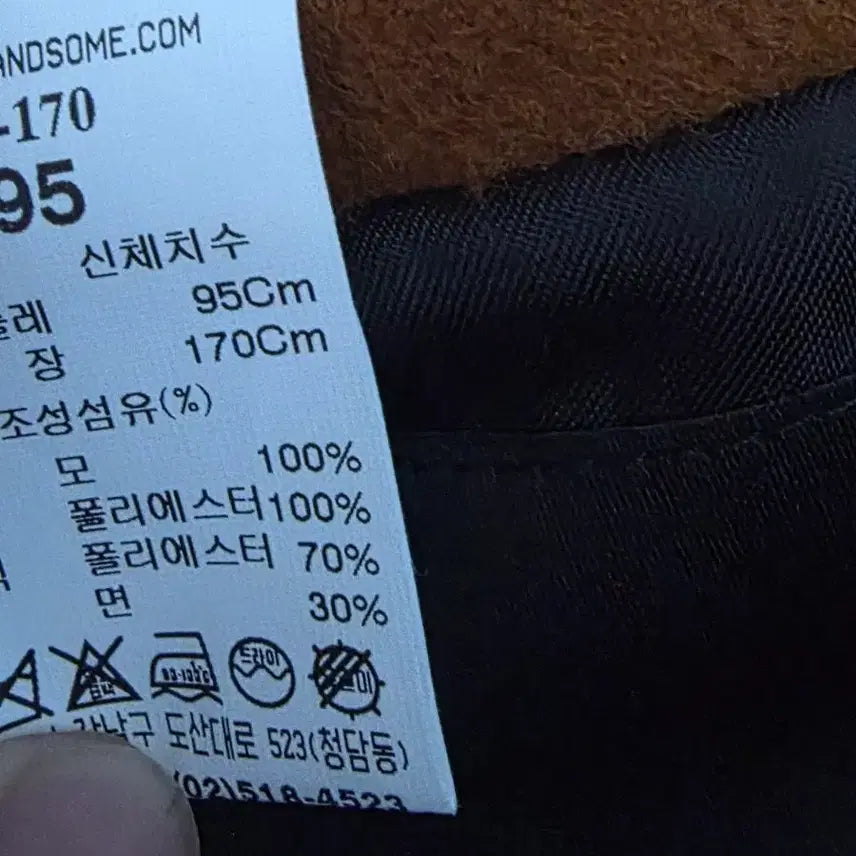 ANDSOME.COM
-170
95
신체치수
둘레 95Cm
장 170Cm
조성섬유(%)
모 100%
폴리에스터100%
폴리에스터 70%
면 30%
드라이
강남구 도산대로 523(청담동)
(02)518-4523